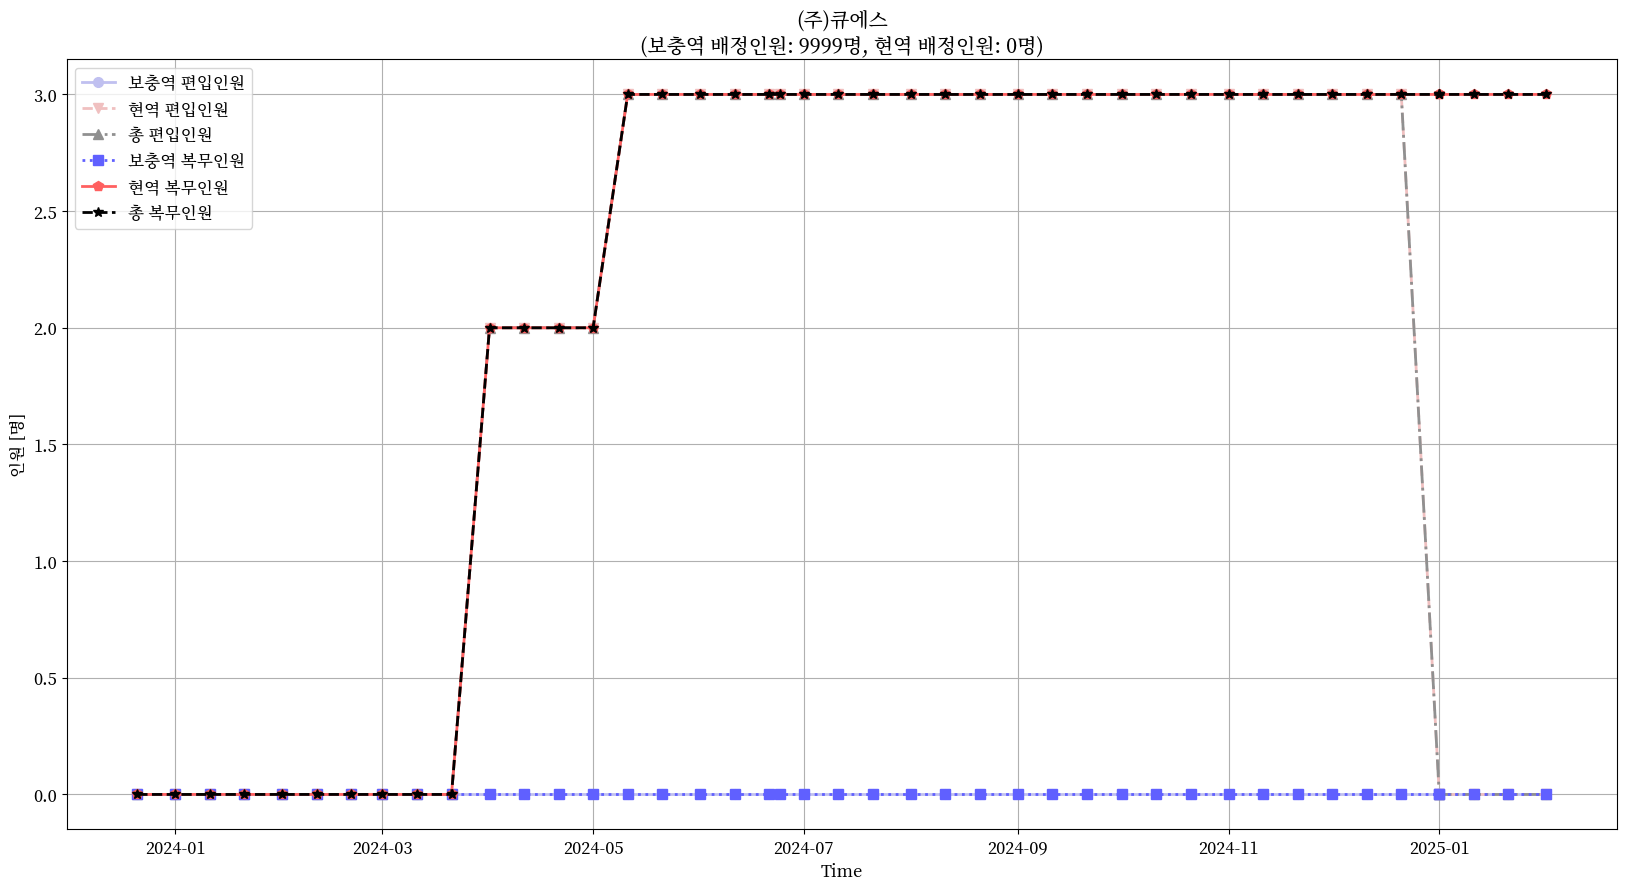 (주)큐에스
(보충역 배정인원: 9999명, 현역 배정인원: 0명)
보충역 편입인원
현역 편입인원
총 편입인원
보충역 복무인원
현역 복무인원
총 복무인원
3.0
2.5
2.0
1.5
1.0
0.5
0.0
인원 [명]
2024-01
2024-03
2024-05
2024-07
2024-09
2024-11
2025-01
Time